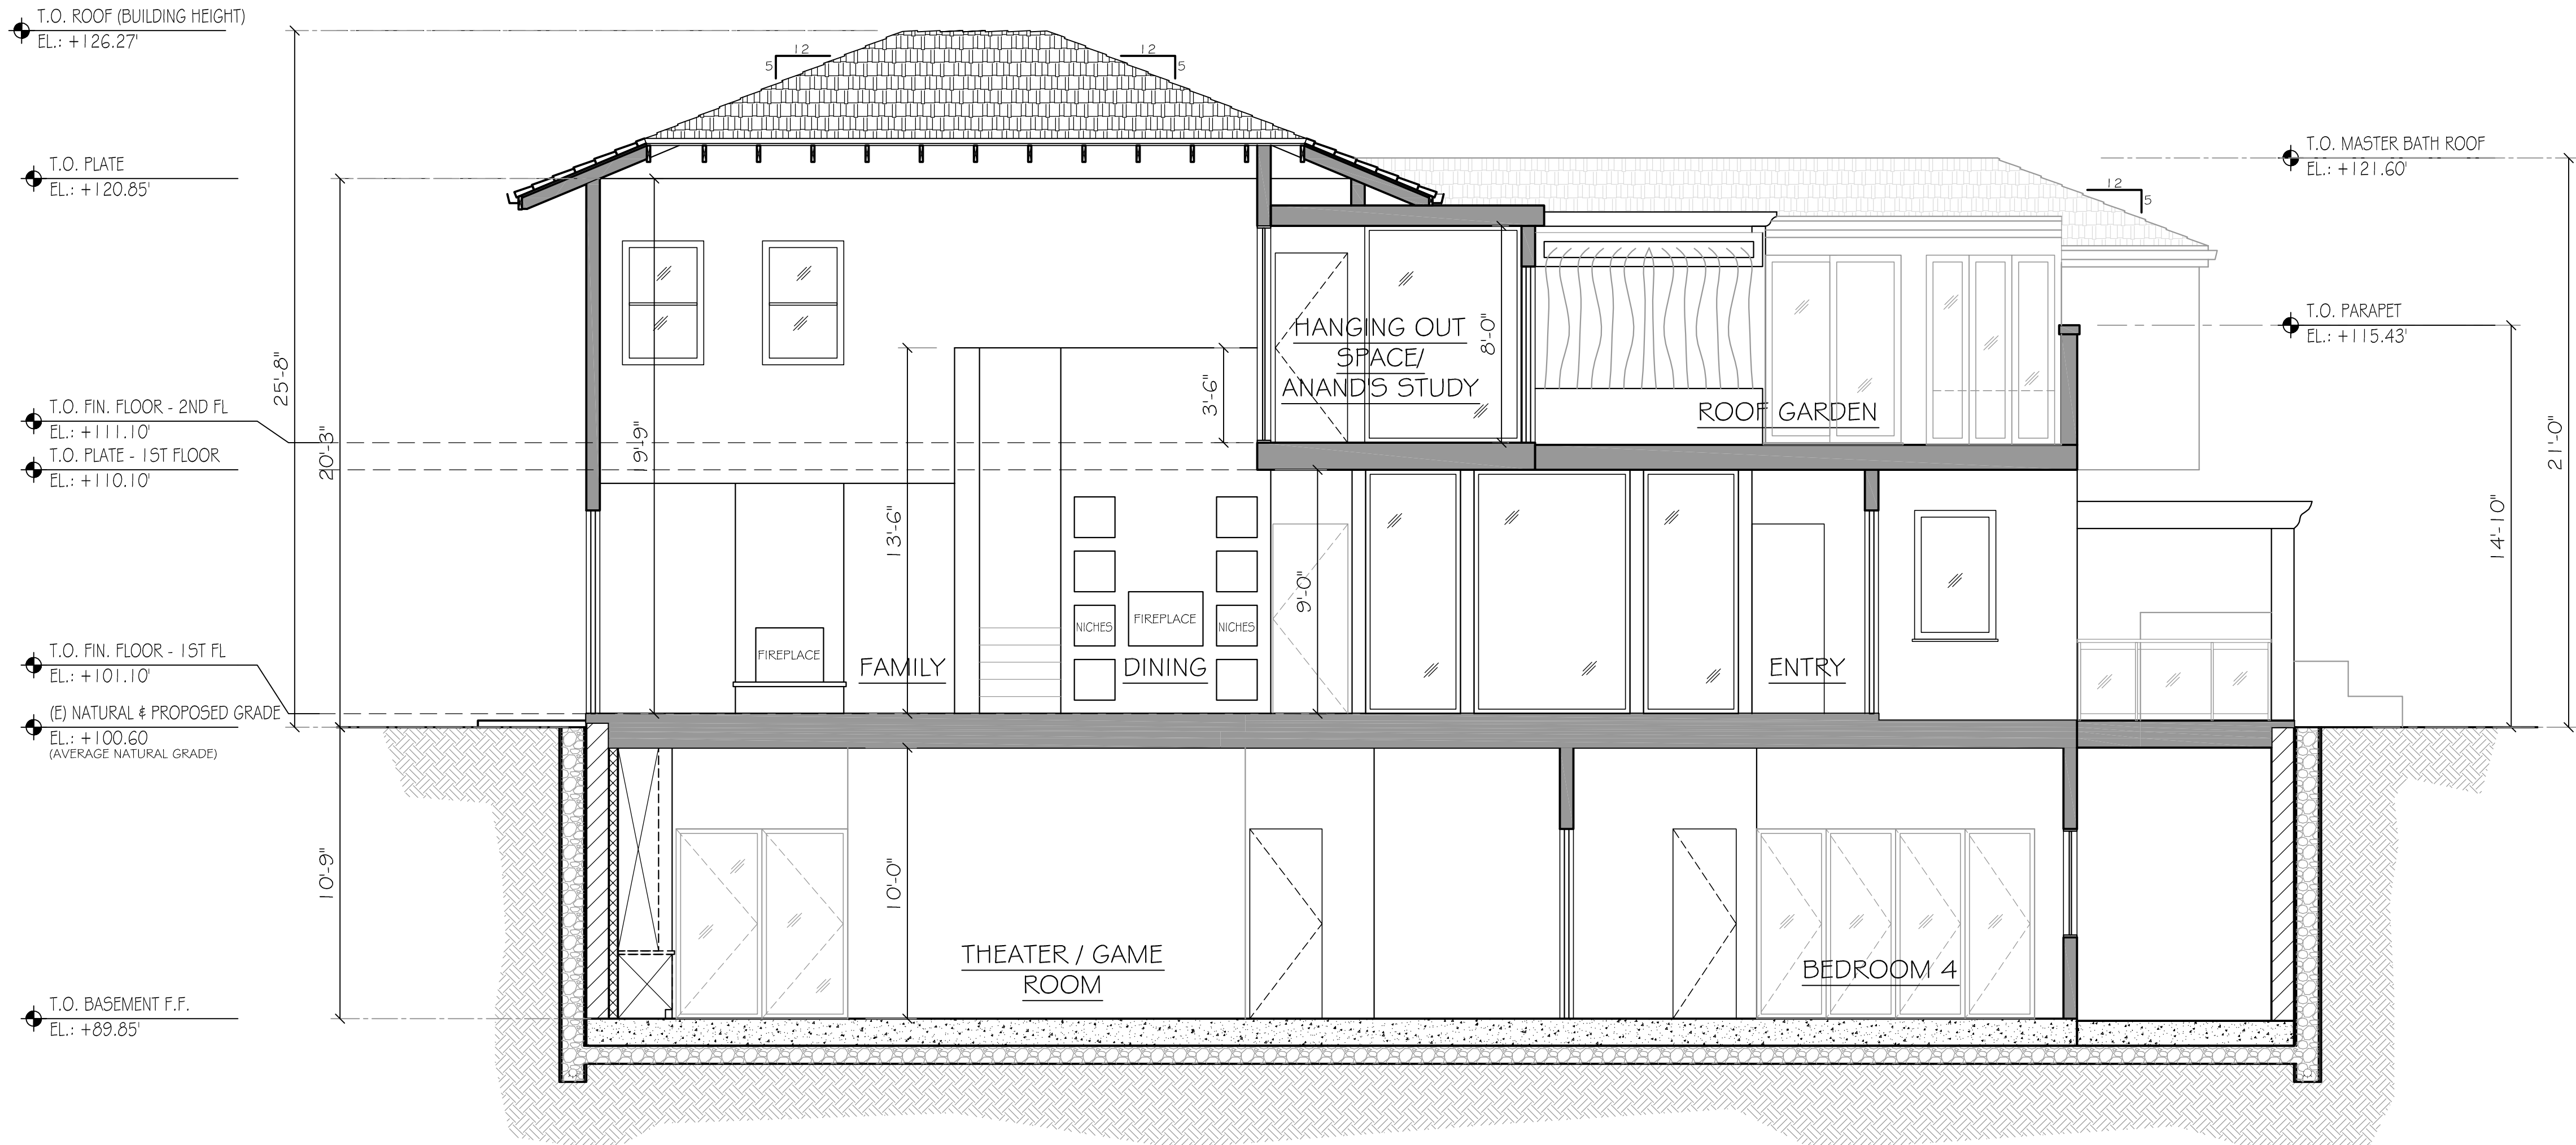 T.O. ROOF (BUILDING HEIGHT)
EL.: +126.27'
T.O. PLATE
EL.: +120.85'
T.O. FIN. FLOOR - 2ND FL
EL.: +111.10'
T.O. PLATE - 1ST FLOOR
EL.: +110.10'
T.O. FIN. FLOOR - 1ST FL
EL.: +101.10'
(E) NATURAL & PROPOSED GRADE
EL.: +100.60
(AVERAGE NATURAL GRADE)
T.O. BASEMENT F.F.
EL.: +89.85'
25'-8"
20'-3"
10'-9"
12
5
12
5
19'-9"
13'-6"
3'-6"
HANGING OUT
SPACE/
ANAND'S STUDY
8'-0"
ROOF GARDEN
FIREPLACE
FAMILY
NICHES
FIREPLACE
NICHES
DINING
9'-0"
ENTRY
10'-0"
THEATER / GAME
ROOM
BEDROOM 4
12
5
T.O. MASTER BATH ROOF
EL.: +121.60'
T.O. PARAPET
EL.: +115.43'
14'-10"
21'-0"